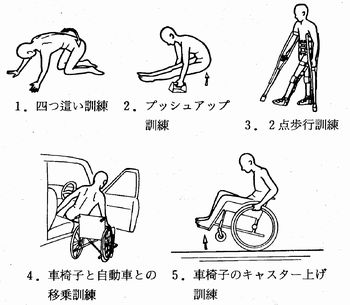 1．四つ這い訓練
2．プッシュアップ
訓練
3．2点歩行訓練
4．車椅子と自動車との
移乗訓練
5．車椅子のキャスター上げ
訓練